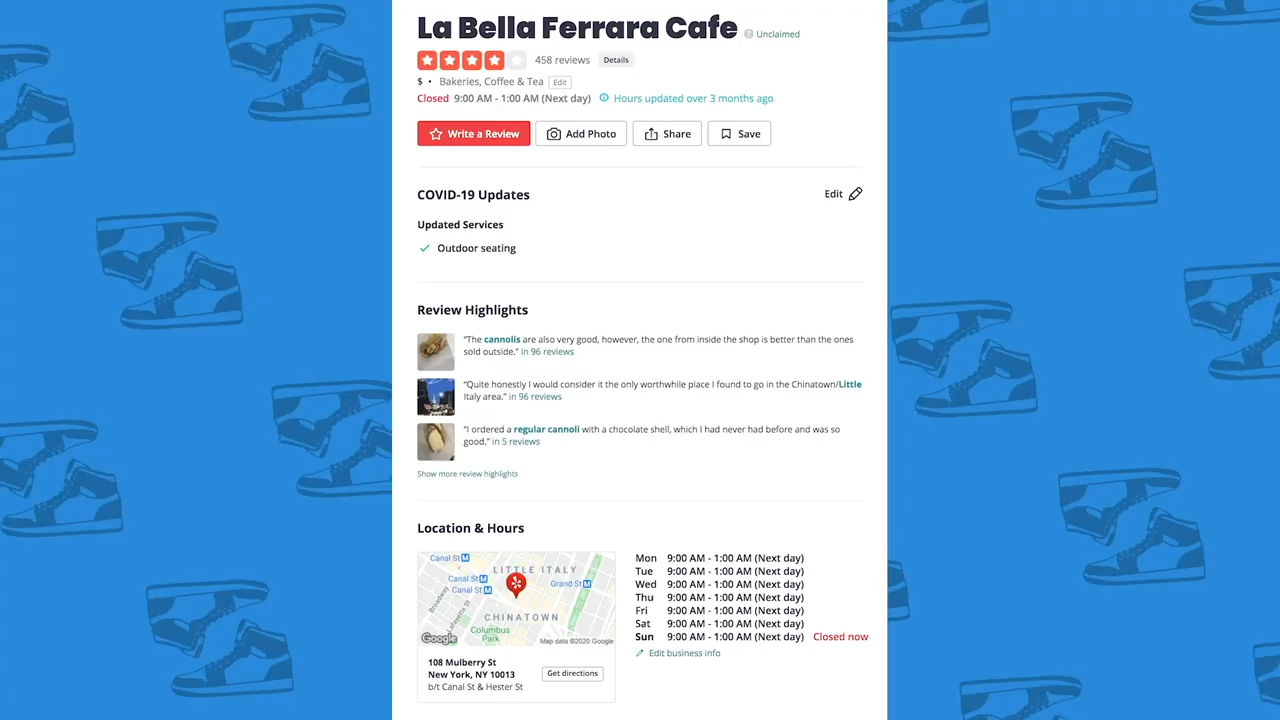 La Bella Ferrara Cafe Unclaimed
458 reviews Details
$ • Bakeries, Coffee & Tea Edit
Closed 9:00 AM - 1:00 AM (Next day) Hours updated over 3 months ago
Write a Review Add Photo Share Save
COVID-19 Updates Edit
Updated Services
Outdoor seating
Review Highlights
“The cannolis are also very good, however, the one from inside the shop is better than the ones
sold outside.” in 96 reviews
“Quite honestly I would consider it the only worthwhile place I found to go in the Chinatown/Little
Italy area.” in 96 reviews
“I ordered a regular cannoli with a chocolate shell, which I had never had before and was so
good.” in 5 reviews
Show more review highlights
Location & Hours
Canal St M
LITTLE ITALY
Canal St M
Grand St M
Canal St M
Broadway
Lafayette St
CHINATOWN
Columbus
Park
Google Map data ©2020 Google
108 Mulberry St
New York, NY 10013
b/t Canal St & Hester St
Get directions
Mon 9:00 AM - 1:00 AM (Next day)
Tue 9:00 AM - 1:00 AM (Next day)
Wed 9:00 AM - 1:00 AM (Next day)
Thu 9:00 AM - 1:00 AM (Next day)
Fri 9:00 AM - 1:00 AM (Next day)
Sat 9:00 AM - 1:00 AM (Next day)
Sun 9:00 AM - 1:00 AM (Next day) Closed now
Edit business info